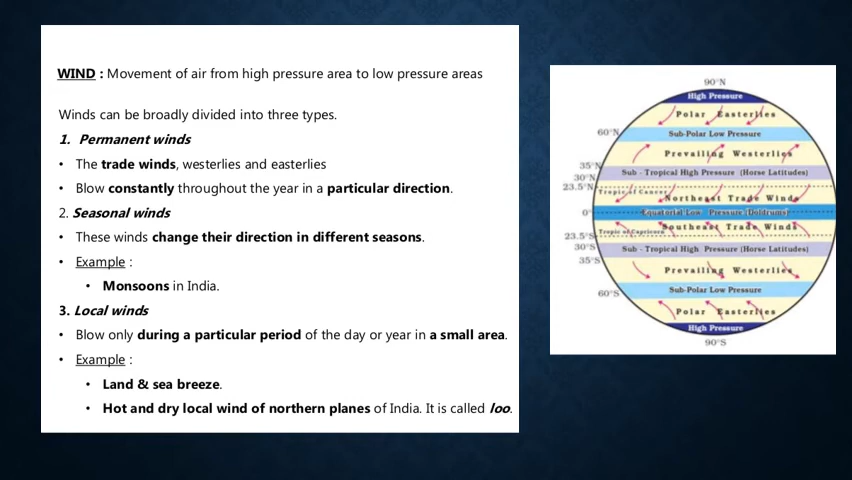 WIND : Movement of air from high pressure area to low pressure areas
Winds can be broadly divided into three types.
1. Permanent winds
• The trade winds, westerlies and easterlies
• Blow constantly throughout the year in a particular direction.
2. Seasonal winds
• These winds change their direction in different seasons.
• Example :
• Monsoons in India.
3. Local winds
• Blow only during a particular period of the day or year in a small area.
• Example :
• Land & sea breeze.
• Hot and dry local wind of northern planes of India. It is called loo.
90°N
High Pressure
Polar Easterlies
60°N
Sub-Polar Low Pressure
Prevailing Westerlies
35°N
Sub - Tropical High Pressure (Horse Latitudes)
30°N
23.5°N
Tropic of Cancer
Northeast Trade Winds
0°
Equatorial Low Pressure (Doldrums)
Southeast Trade Winds
Tropic of Capricorn
23.5°S
30°S
Sub - Tropical High Pressure (Horse Latitudes)
35°S
Prevailing Westerlies
60°S
Sub-Polar Low Pressure
Polar Easterlies
High Pressure
90°S